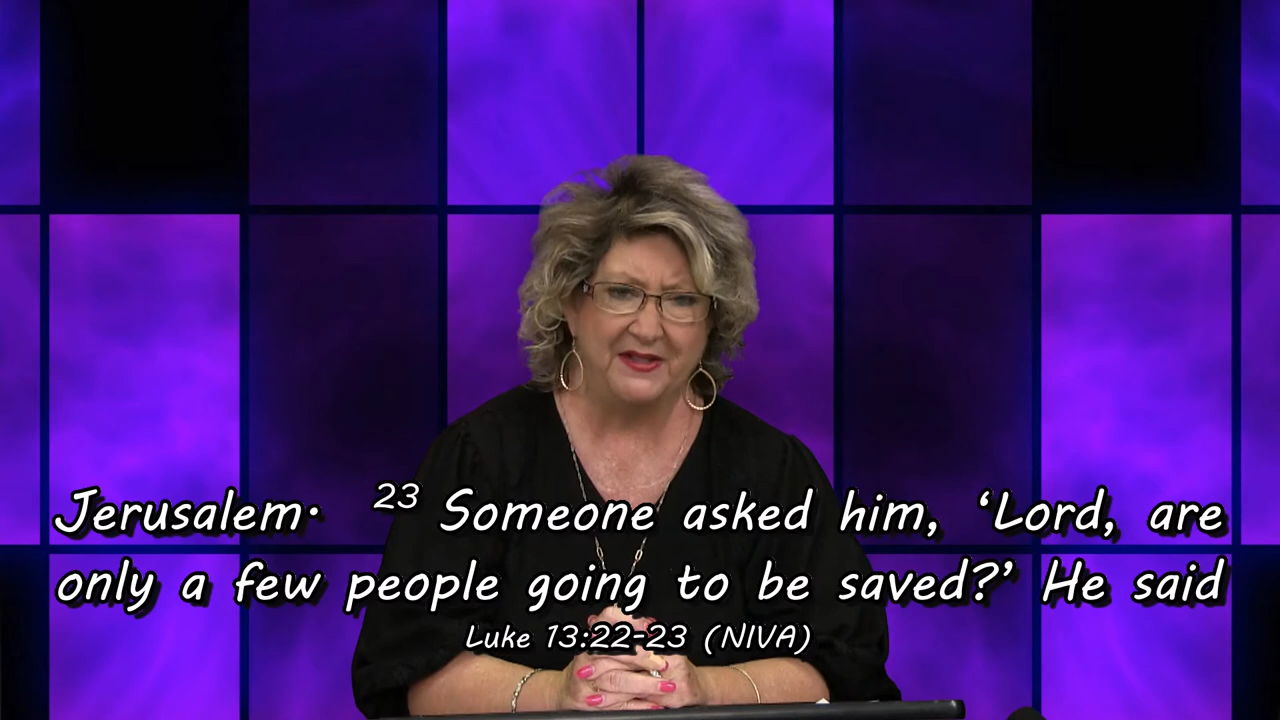 Jerusalem. ²³ Someone asked him, ‘Lord, are
only a few people going to be saved?’ He said
Luke 13:22-23 (NIVA)